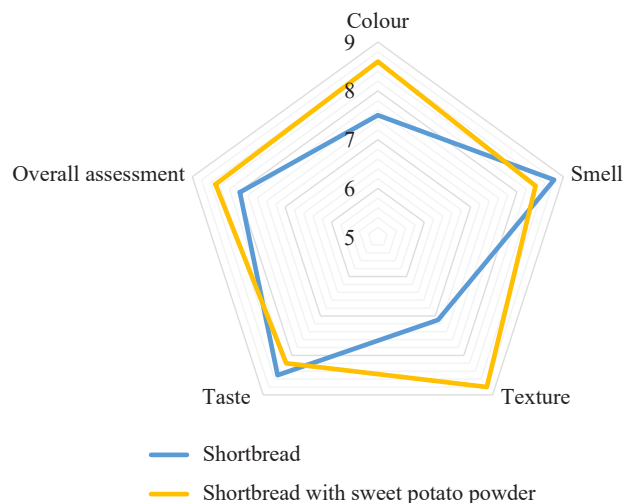 Colour
9
8
7
6
5
Overall assessment
Smell
Taste
Texture
Shortbread
Shortbread with sweet potato powder